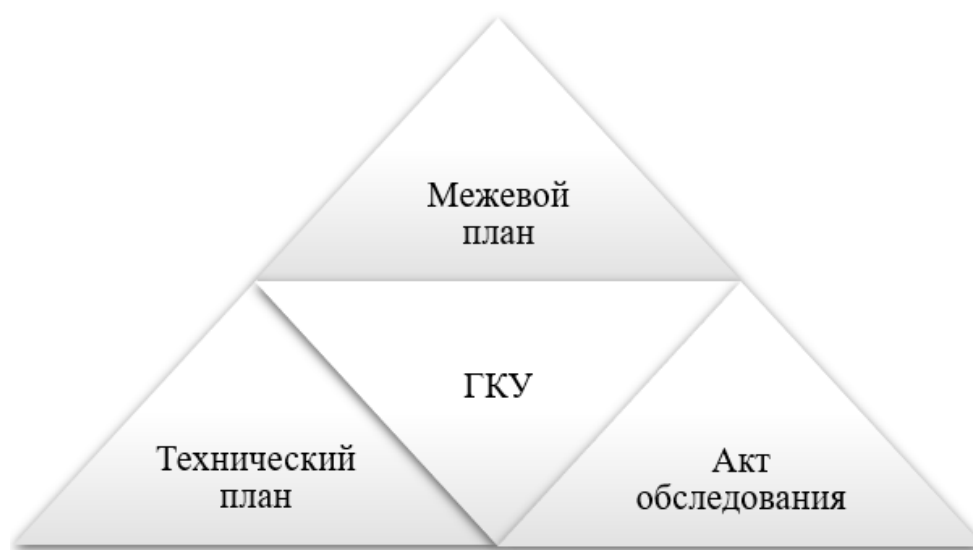 Межевой
план
ГКУ
Технический
план
Акт
обследования